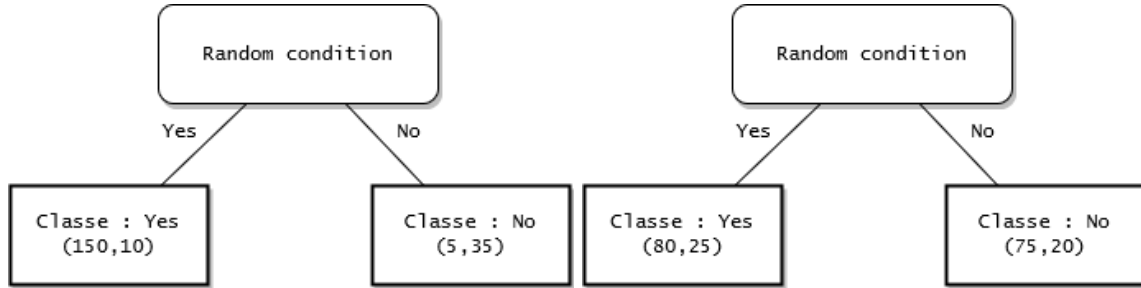 Random condition
Random condition
Yes
No
Yes
No
Classe : Yes
(150,10)
Classe : No
(5,35)
Classe : Yes
(80,25)
Classe : No
(75,20)